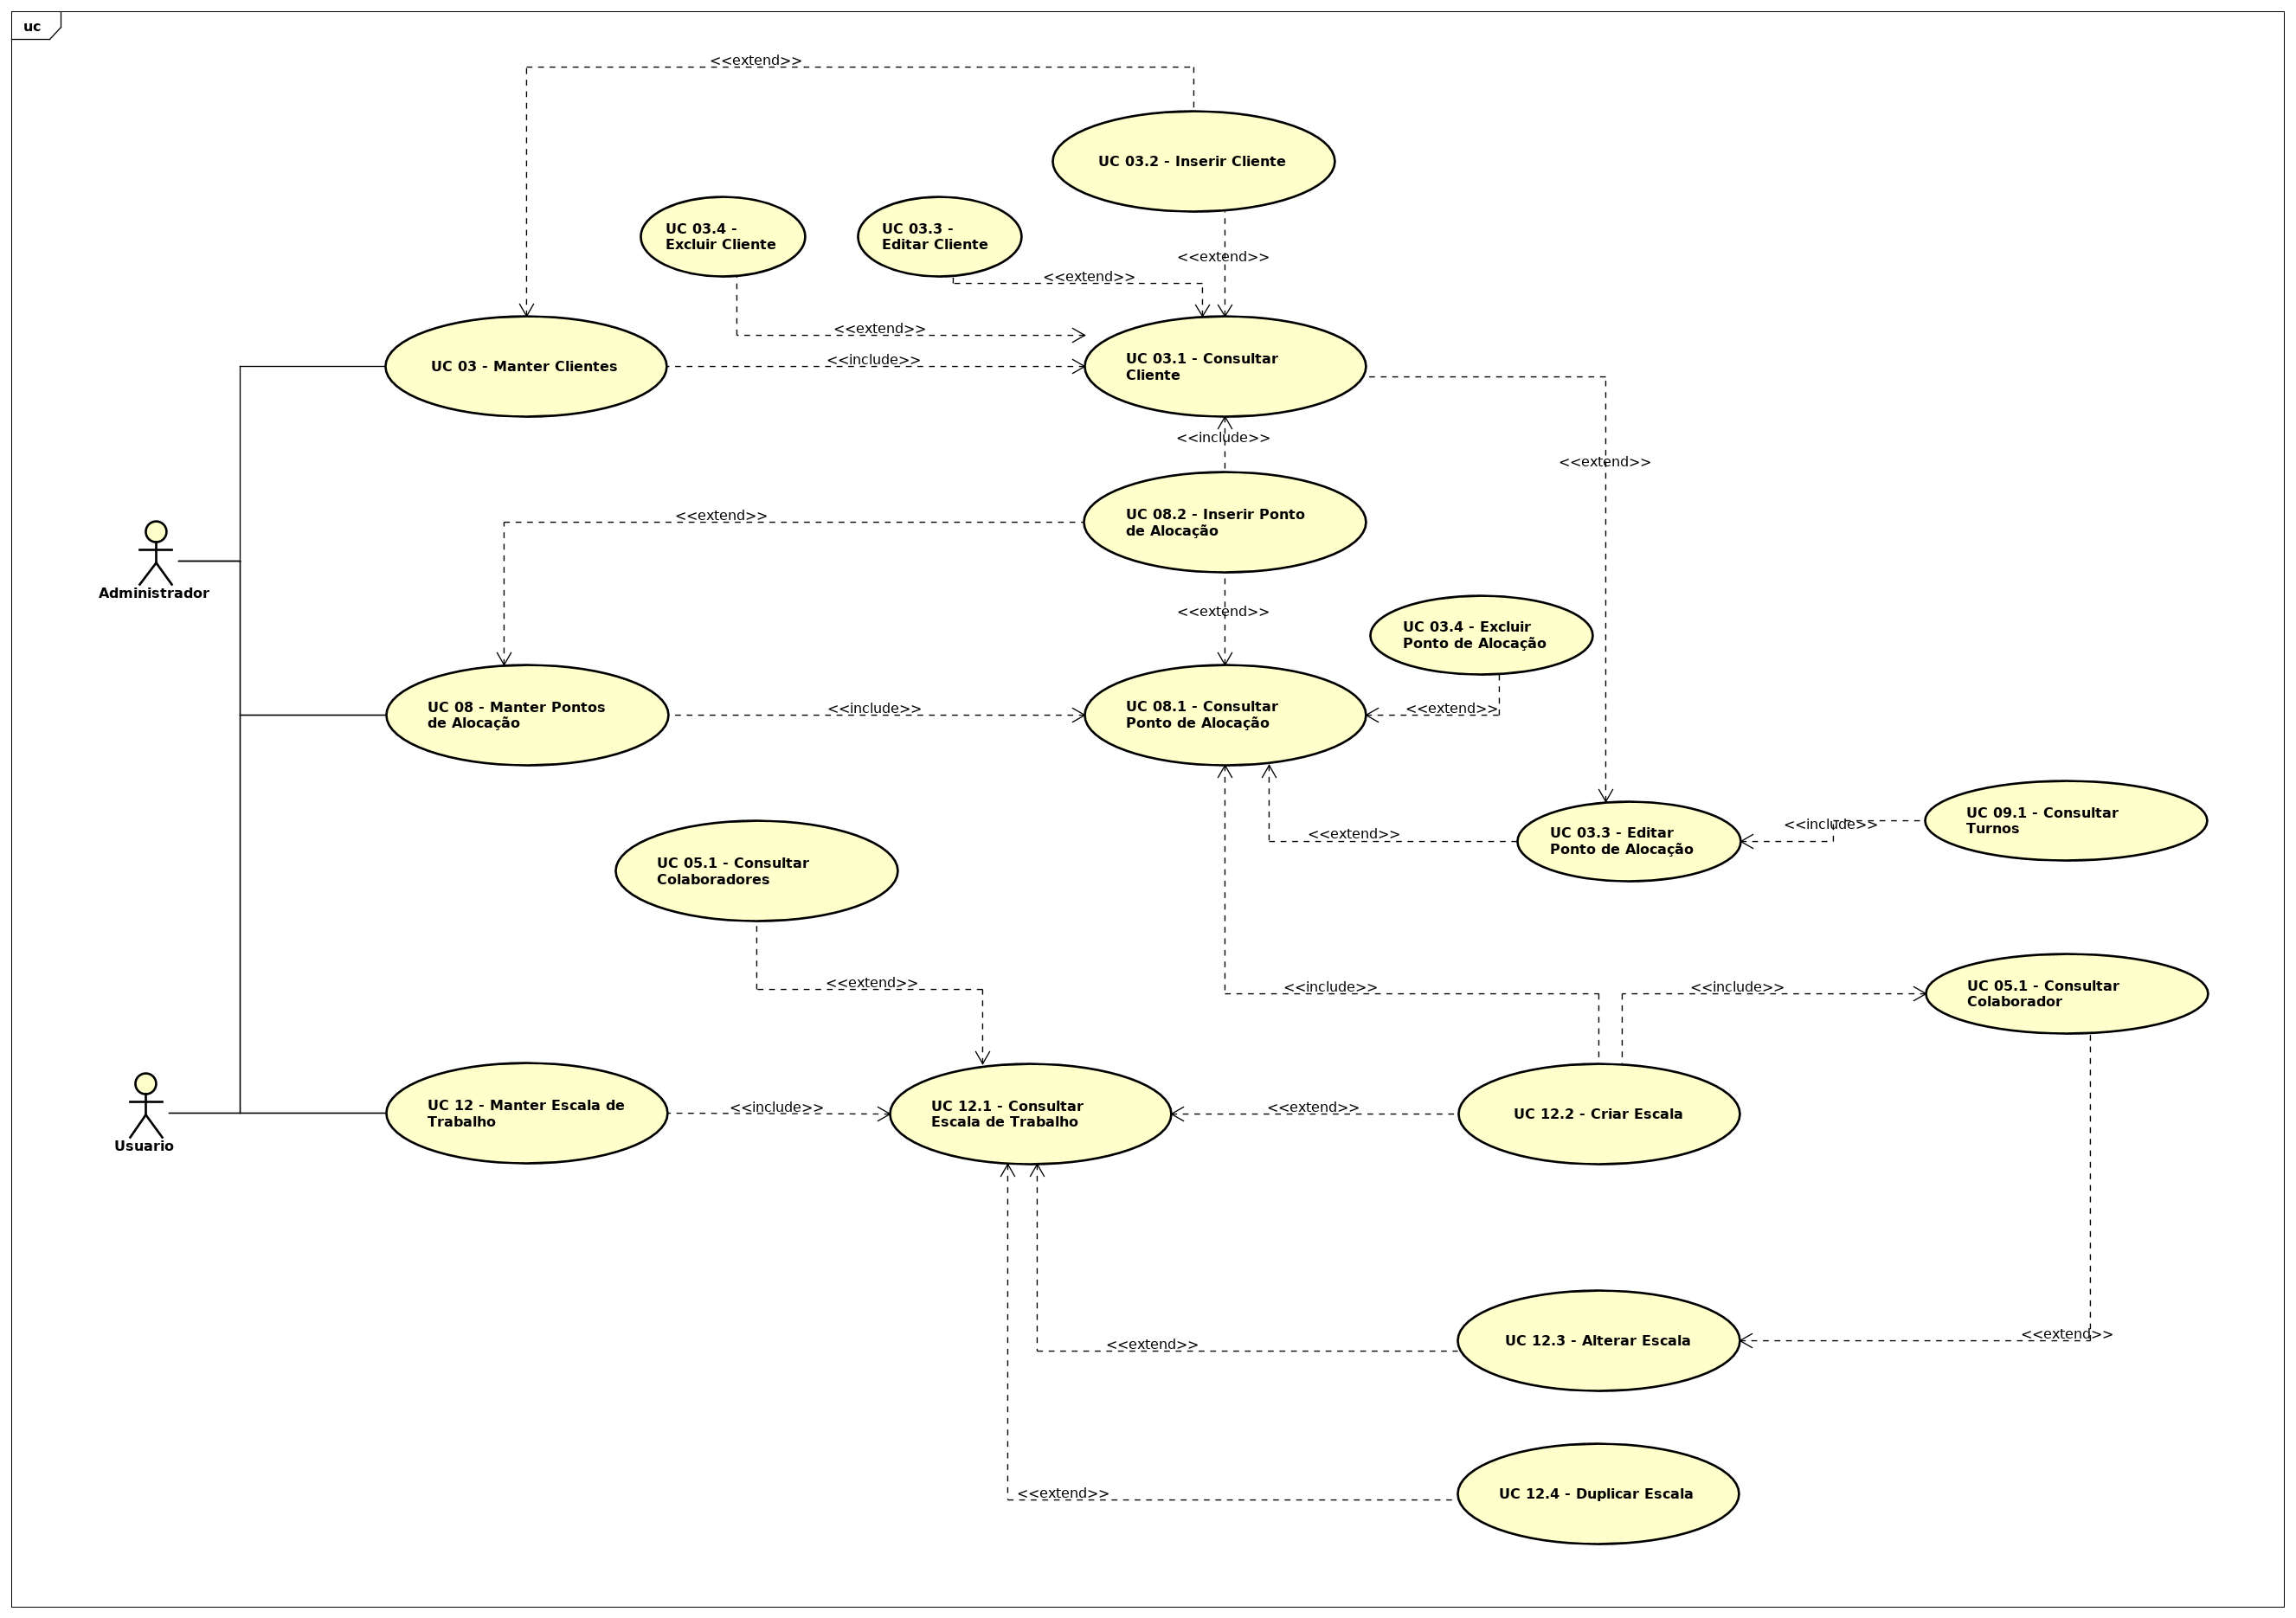 uc
<<extend>>
UC 03.2 - Inserir Cliente
UC 03.4 -
Excluir Cliente
UC 03.3 -
Editar Cliente
<<extend>>
<<extend>>
<<extend>>
<<include>>
UC 03 - Manter Clientes
UC 03.1 - Consultar
Cliente
<<include>>
<<extend>>
<<extend>>
UC 08.2 - Inserir Ponto
de Alocação
Administrador
<<extend>>
UC 03.4 - Excluir
Ponto de Alocação
UC 08 - Manter Pontos
de Alocação
<<include>>
UC 08.1 - Consultar
Ponto de Alocação
<<extend>>
<<extend>>
UC 03.3 - Editar
Ponto de Alocação
<<include>>
UC 09.1 - Consultar
Turnos
UC 05.1 - Consultar
Colaboradores
<<extend>>
<<include>>
<<include>>
UC 05.1 - Consultar
Colaborador
Usuario
UC 12 - Manter Escala de
Trabalho
<<include>>
UC 12.1 - Consultar
Escala de Trabalho
<<extend>>
UC 12.2 - Criar Escala
<<extend>>
UC 12.3 - Alterar Escala
<<extend>>
<<extend>>
UC 12.4 - Duplicar Escala